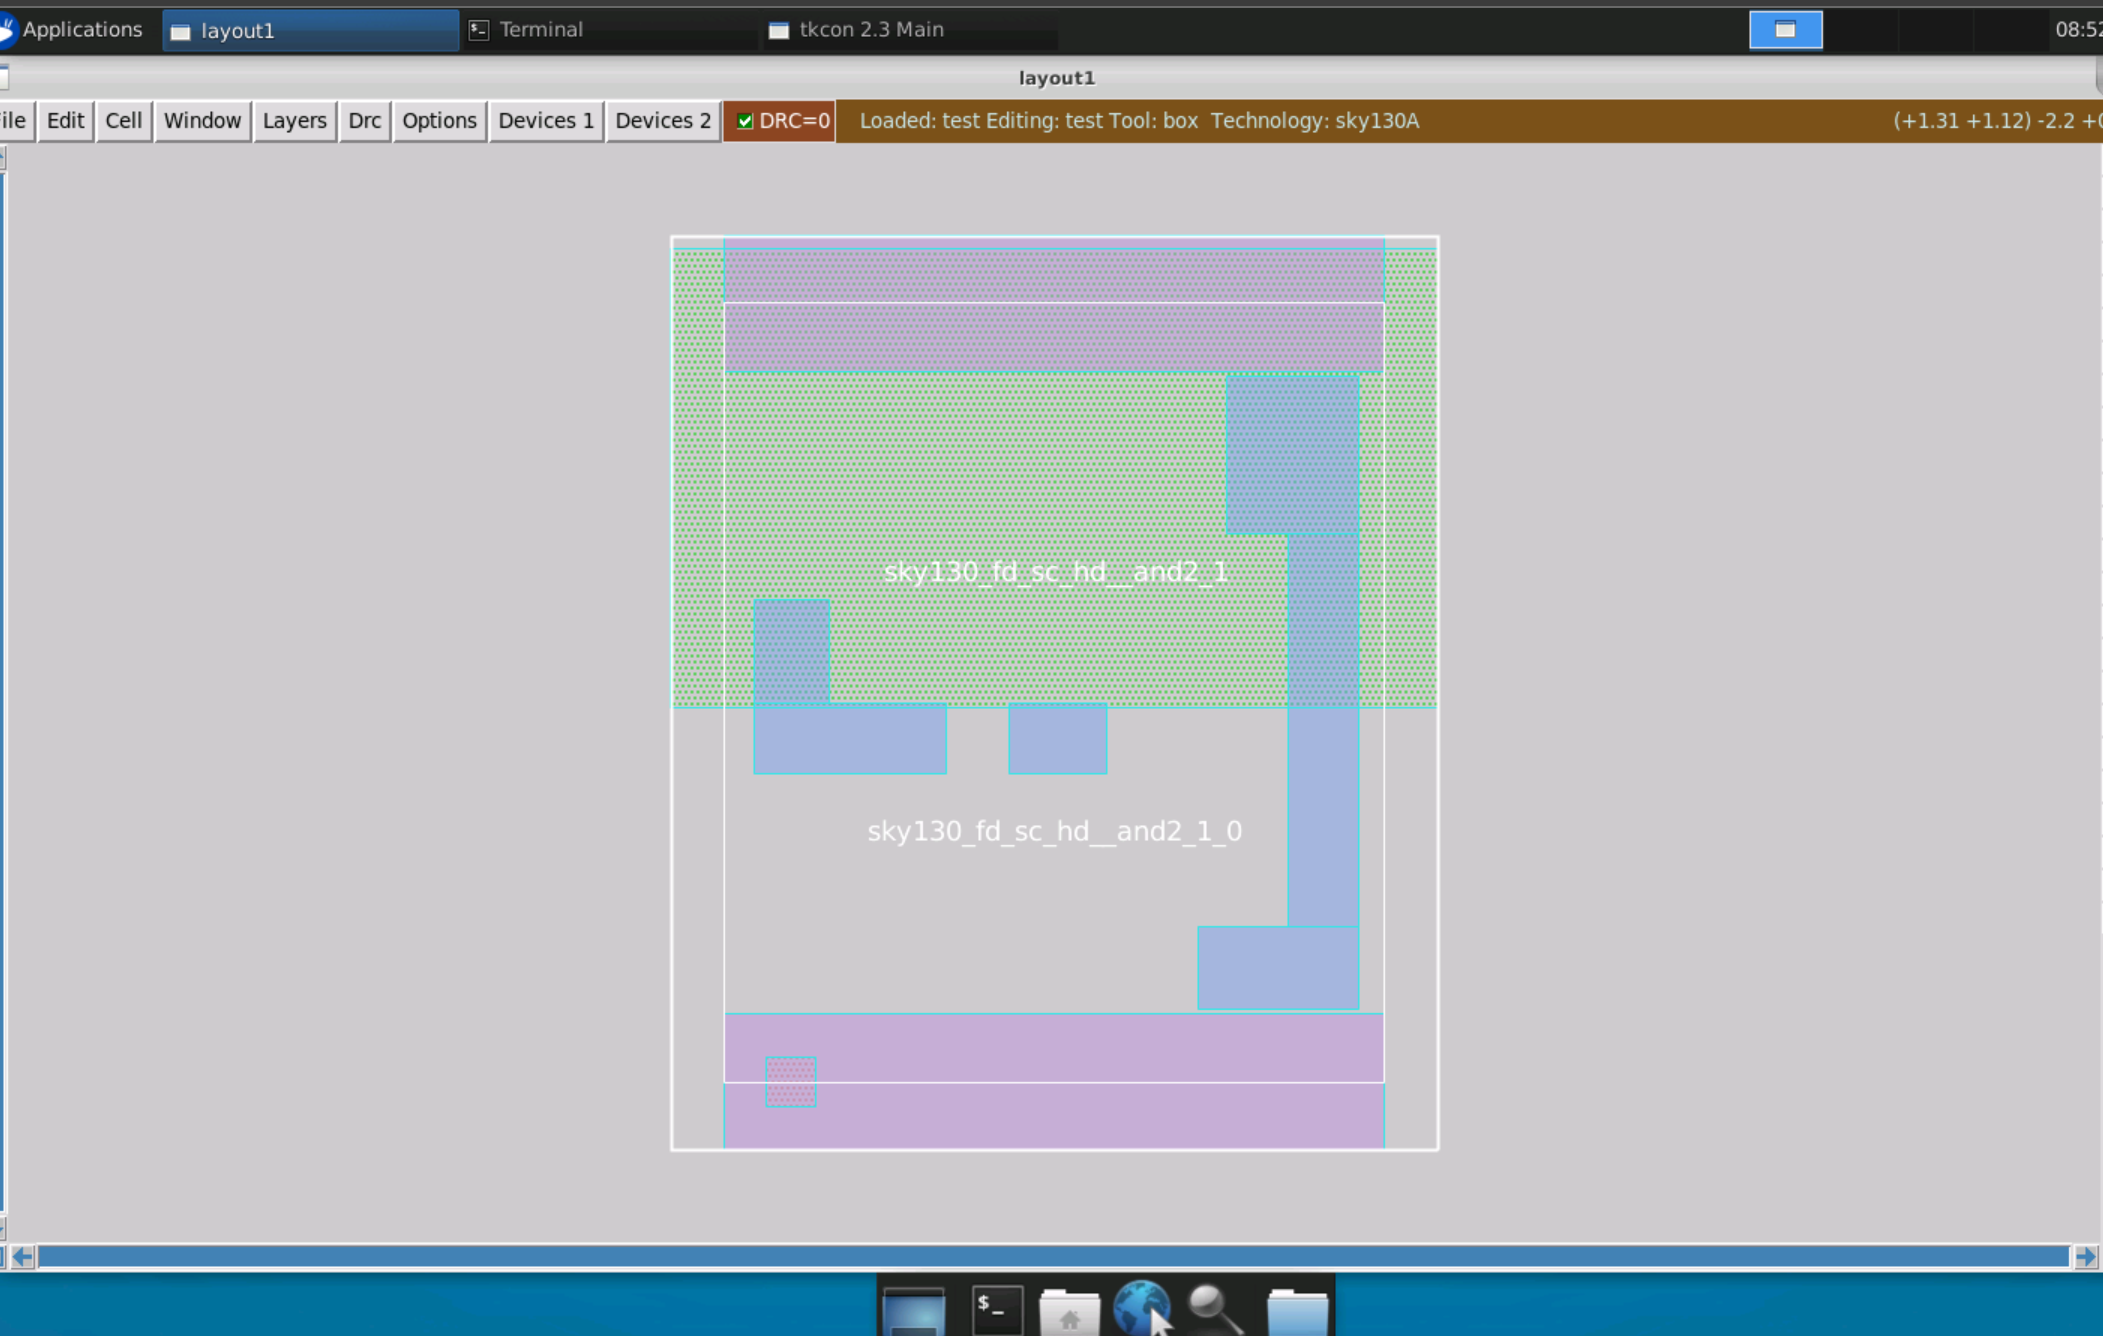 Applications layout1 Terminal tkcon 2.3 Main 08:52
layout1
ile Edit Cell Window Layers Drc Options Devices 1 Devices 2 DRC=0 Loaded: test Editing: test Tool: box Technology: sky130A (+1.31 +1.12) -2.2 +0
sky130_fd_sc_hd__and2_1
sky130_fd_sc_hd__and2_1_0
$_